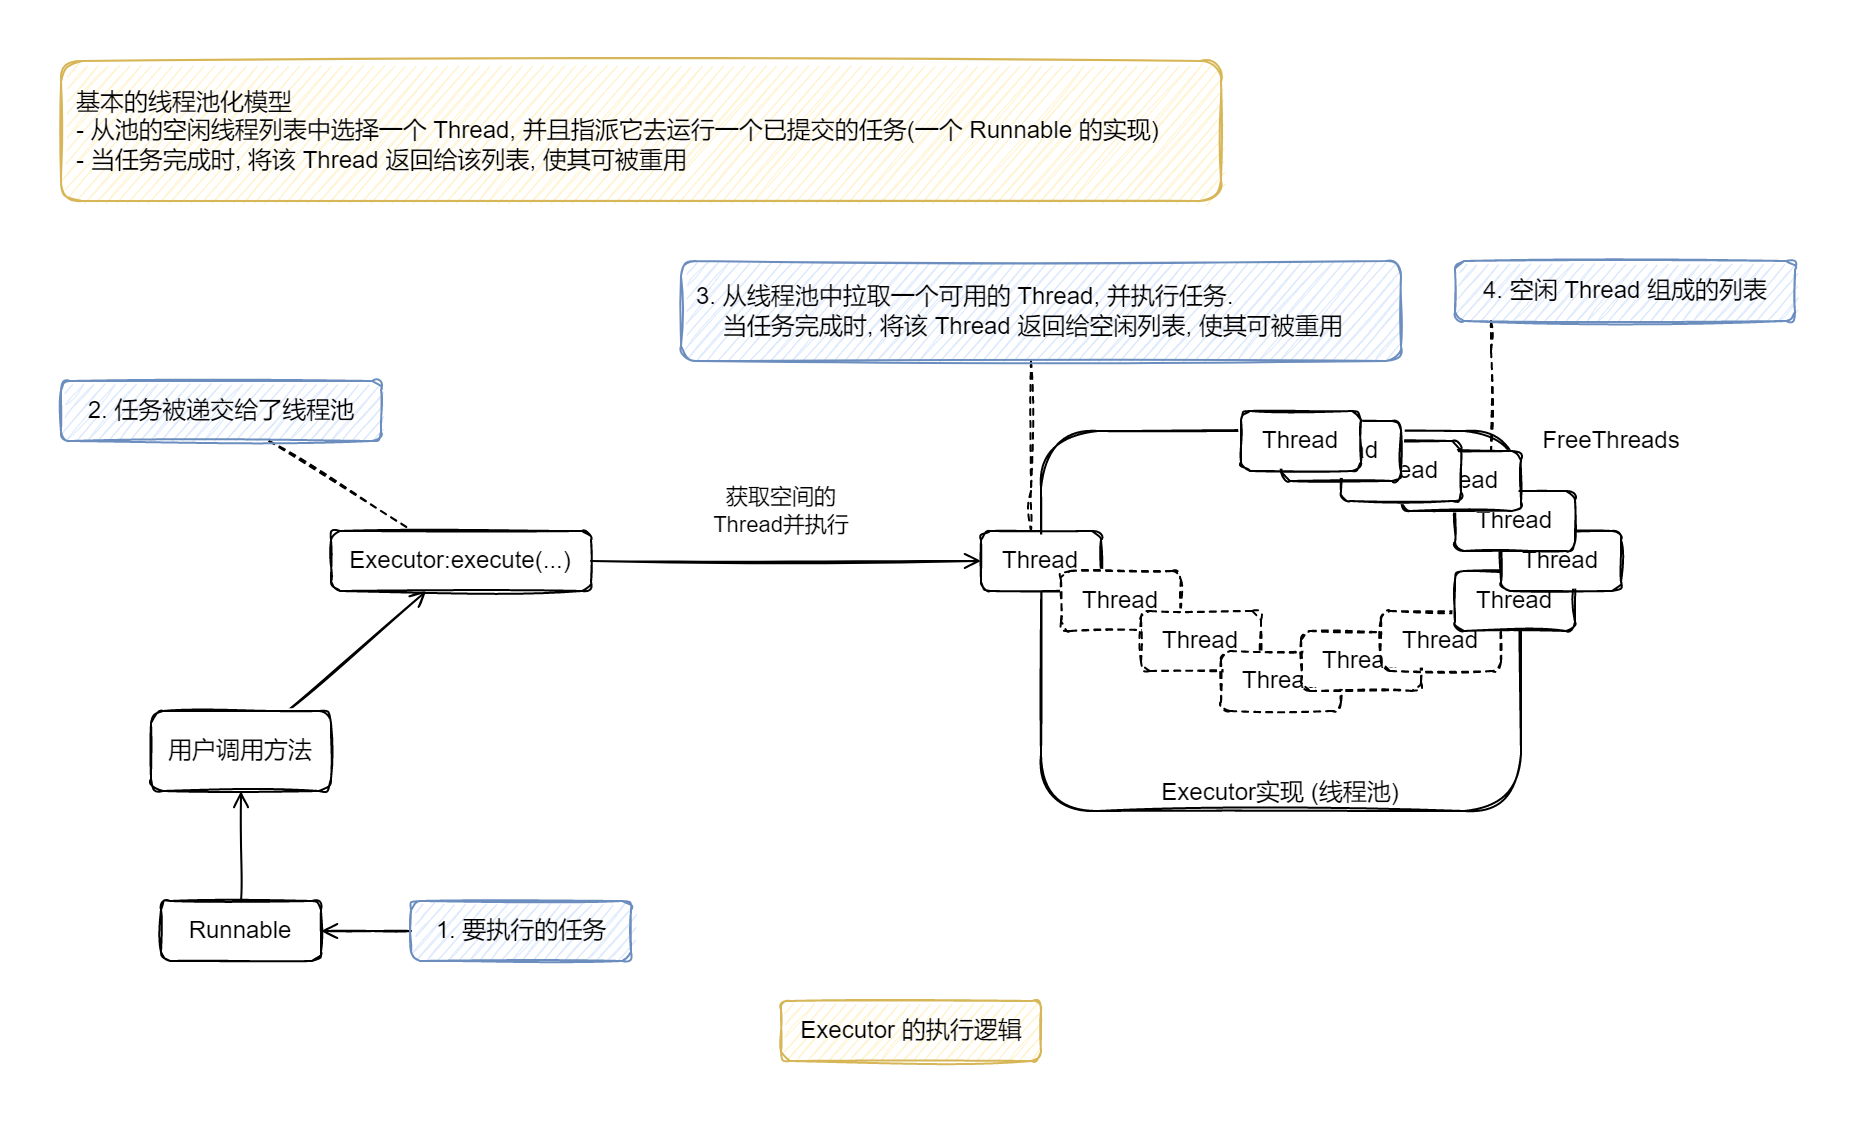 基本的线程池化模型
- 从池的空闲线程列表中选择一个 Thread, 并且指派它去运行一个已提交的任务(一个 Runnable 的实现)
- 当任务完成时, 将该 Thread 返回给该列表, 使其可被重用
3. 从线程池中拉取一个可用的 Thread, 并执行任务.
当任务完成时, 将该 Thread 返回给空闲列表, 使其可被重用
4. 空闲 Thread 组成的列表
2. 任务被递交给了线程池
FreeThreads
Thread
d
ead
ead
Thread
Thread
Thread
获取空间的
Thread并执行
Executor:execute(...)
Thread
Thread
Thread
Threa
Threa
Thread
用户调用方法
Executor实现 (线程池)
Runnable
1. 要执行的任务
Executor 的执行逻辑